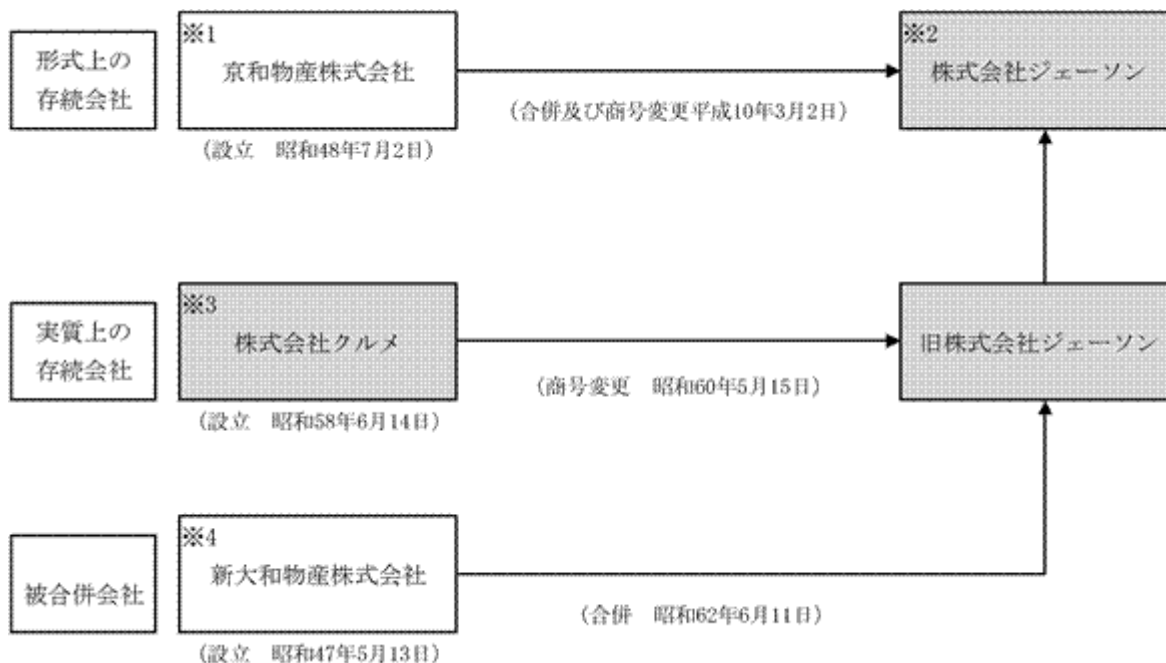 形式上の
存続会社
※1
京和物産株式会社
(合併及び商号変更平成10年3月2日)
※2
株式会社ジェーソン
(設立　昭和48年7月2日)
実質上の
存続会社
※3
株式会社クルメ
(商号変更　昭和60年5月15日)
旧株式会社ジェーソン
(設立　昭和58年6月14日)
被合併会社
※4
新大和物産株式会社
(合併　昭和62年6月11日)
(設立　昭和47年5月13日)